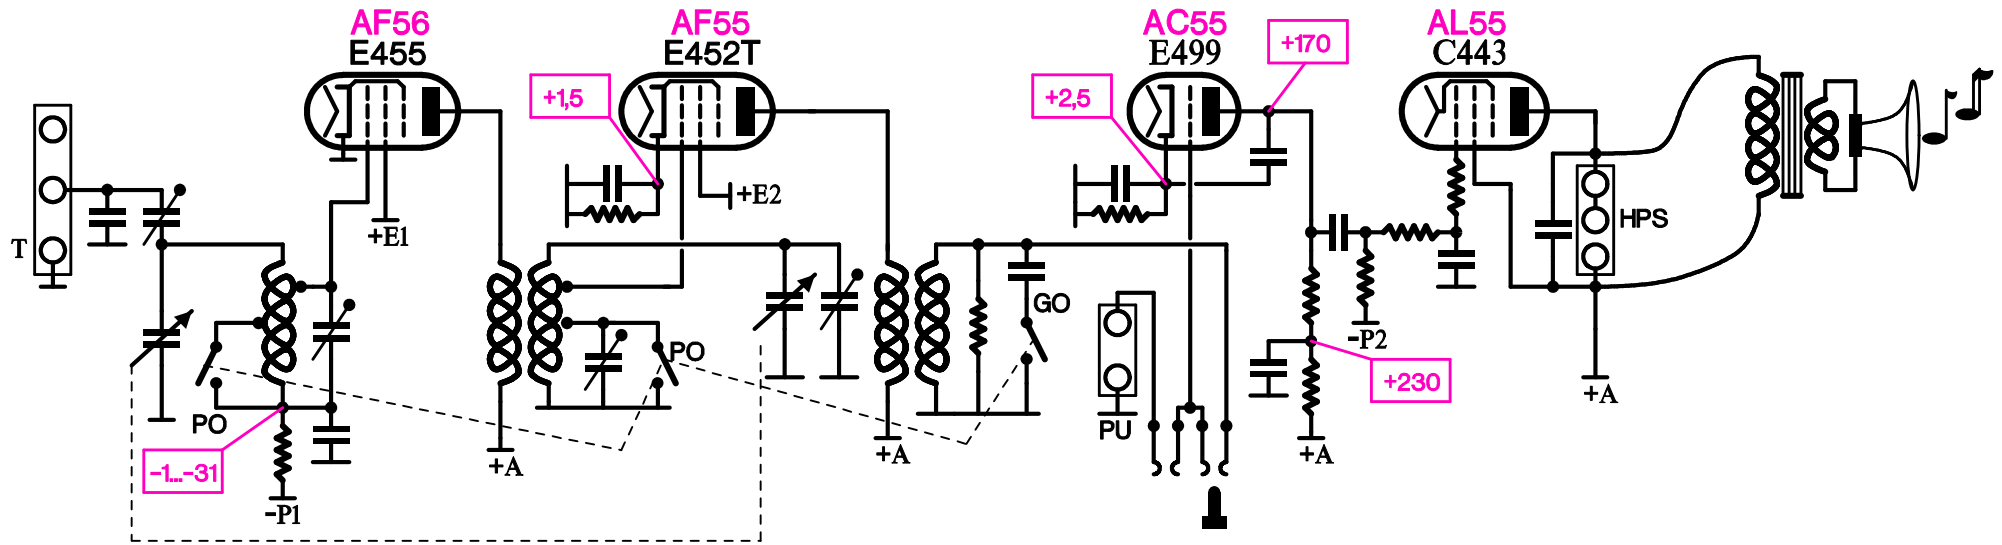 AF56
AF55
AC55
AL55
E455
E452T
E499
C443
+170
+1,5
+2,5
T
+E1
+E2
HPS
GO
PO
-P2
+230
+A
PO
PU
-1...-31
+A
+A
+A
-P1